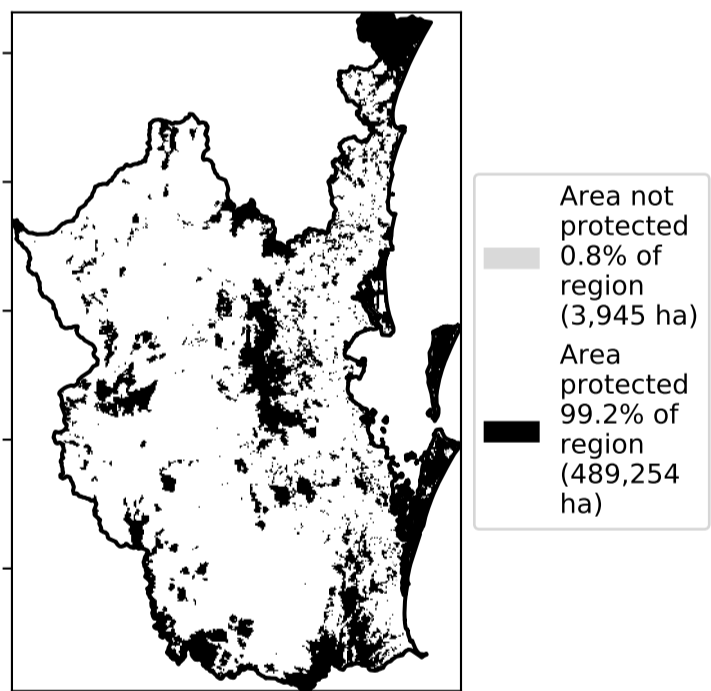 Area not
protected
0.8% of
region
(3,945 ha)
Area
protected
99.2% of
region
(489,254
ha)